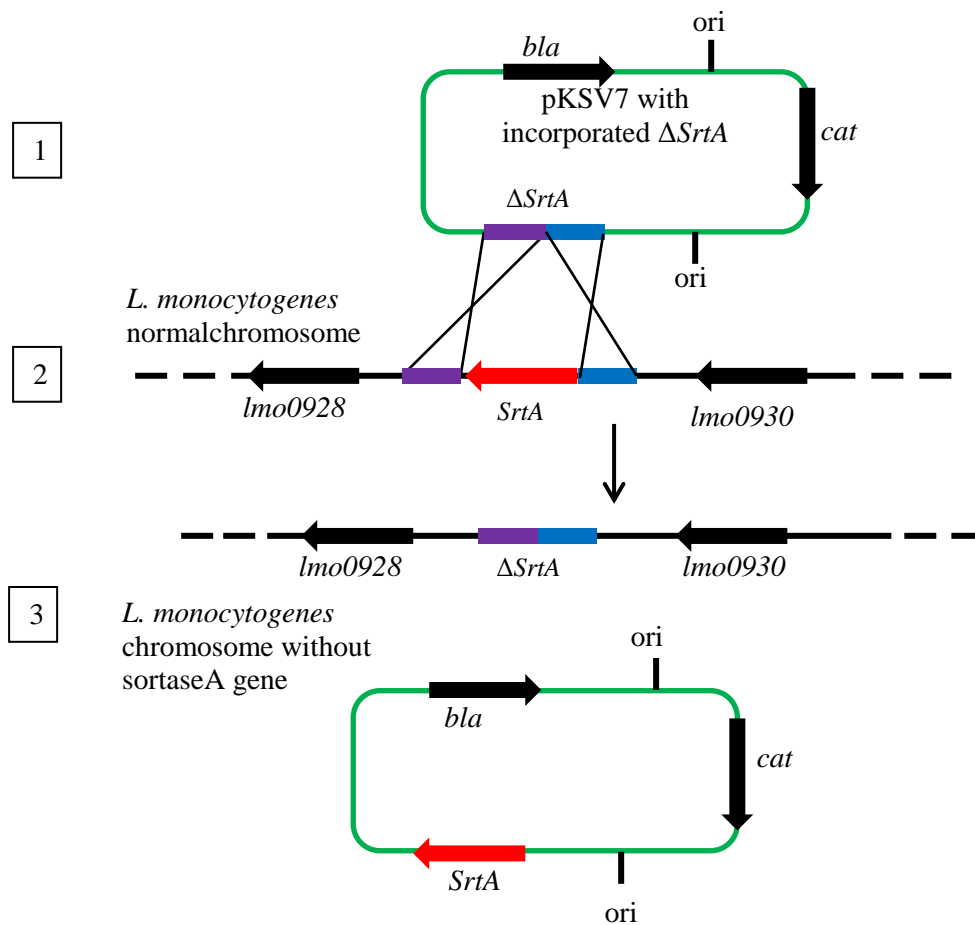 ori
bla
1
pKSV7 with
incorporated ΔSrtA
cat
ΔSrtA
ori
L. monocytogenes
normalchromosome
2
lmo0928
SrtA
lmo0930
lmo0928
ΔSrtA
lmo0930
3
L. monocytogenes
chromosome without
sortaseA gene
ori
bla
cat
SrtA
ori